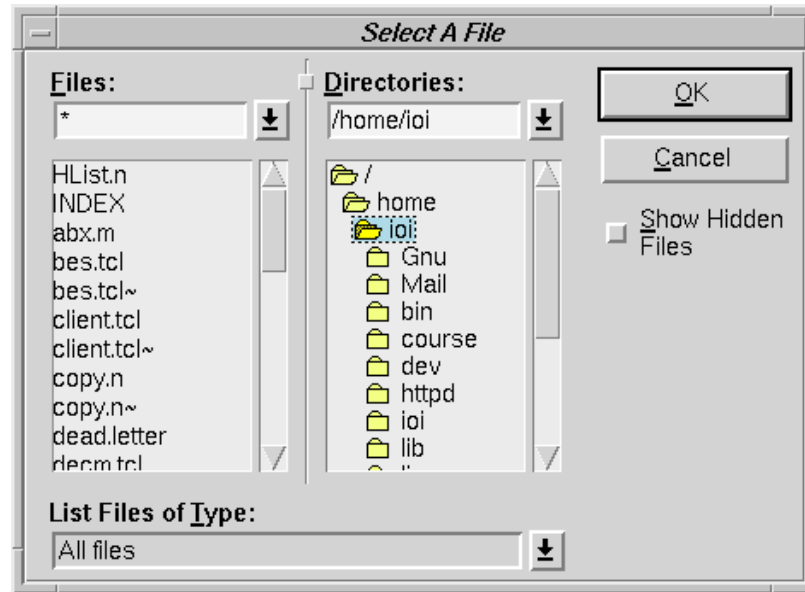 Select A File
Files:
*
HList.n
INDEX
abx.m
bes.tcl
bes.tcl~
client.tcl
client.tcl~
copy.n
copy.n~
dead.letter
decm.tcl
Directories:
/home/ioi
/
home
ioi
Gnu
Mail
bin
course
dev
httpd
ioi
lib
OK
Cancel
Show Hidden
Files
List Files of Type:
All files